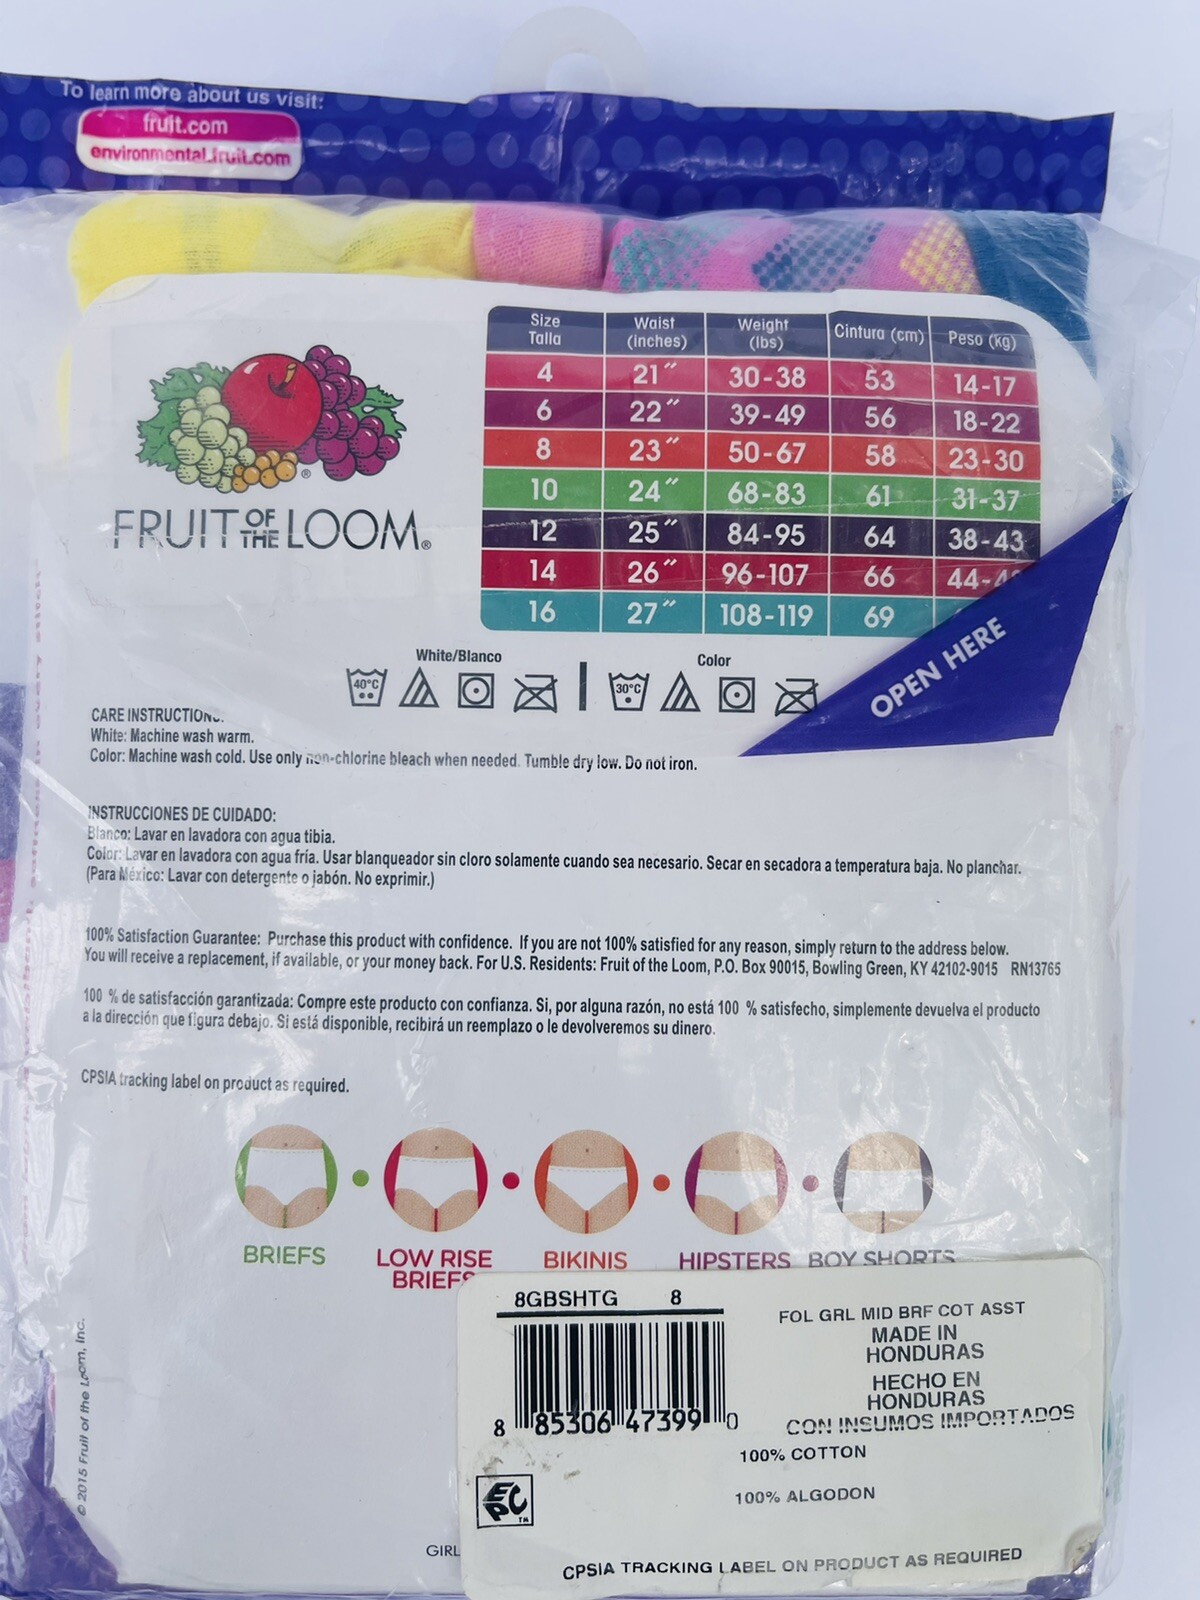 To learn more about us visit:
fruit.com
environmental.fruit.com
FRUIT OF THE LOOM®
Size Talla | Waist (inches) | Weight (lbs) | Cintura (cm) | Peso (kg)
4 21" 30-38 53 14-17
6 22" 39-49 56 18-22
8 23" 50-67 58 23-30
10 24" 68-83 61 31-37
12 25" 84-95 64 38-43
14 26" 96-107 66
16 27" 108-119 69
OPEN HERE
White/Blanco
Color
40°C
30°C
CARE INSTRUCTIONS:
White: Machine wash warm.
Color: Machine wash cold. Use only non-chlorine bleach when needed. Tumble dry low. Do not iron.
INSTRUCCIONES DE CUIDADO:
Blanco: Lavar en lavadora con agua tibia.
Color: Lavar en lavadora con agua fría. Usar blanqueador sin cloro solamente cuando sea necesario. Secar en secadora a temperatura baja. No planchar.
(Para México: Lavar con detergente o jabón. No exprimir.)
100% Satisfaction Guarantee: Purchase this product with confidence. If you are not 100% satisfied for any reason, simply return to the address below.
You will receive a replacement, if available, or your money back. For U.S. Residents: Fruit of the Loom, P.O. Box 90015, Bowling Green, KY 42102-9015 RN13765
100 % de satisfacción garantizada: Compre este producto con confianza. Si, por alguna razón, no está 100 % satisfecho, simplemente devuelva el producto
a la dirección que figura debajo. Si está disponible, recibirá un reemplazo o le devolveremos su dinero.
CPSIA tracking label on product as required.
BRIEFS
LOW RISE
BRIEFS
BIKINIS
HIPSTERS
BOY SHORTS
© 2015 Fruit of the Loom, Inc.
8GBSHTG 8
8 85306 47399 0
FOL GRL MID BRF COT ASST
MADE IN
HONDURAS
HECHO EN
HONDURAS
CON INSUMOS IMPORTADOS
100% COTTON
100% ALGODON
EPC TM
GIRL
CPSIA TRACKING LABEL ON PRODUCT AS REQUIRED